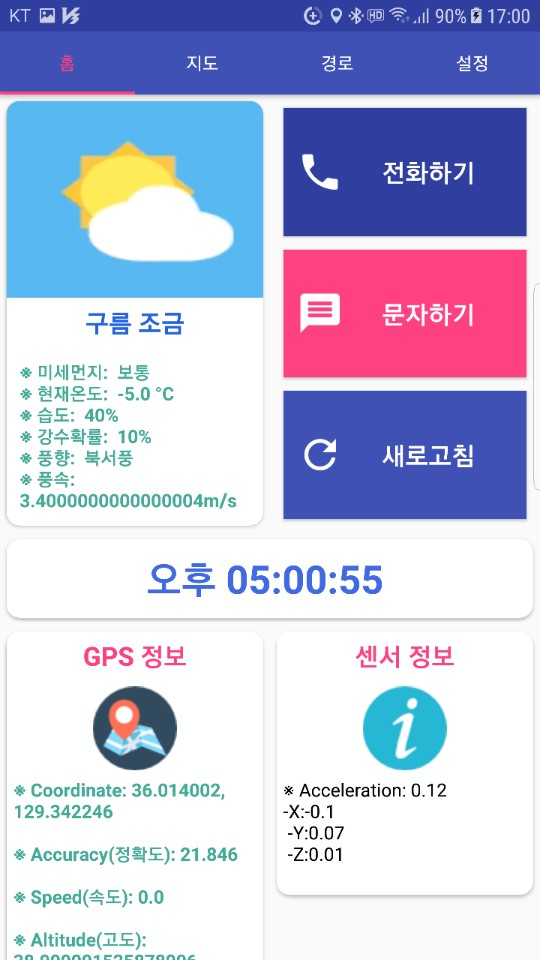 KT HD 90% 17:00
홈 지도 경로 설정
구름 조금
※ 미세먼지: 보통
※ 현재온도: -5.0 °C
※ 습도: 40%
※ 강수확률: 10%
※ 풍향: 북서풍
※ 풍속:
3.4000000000000004m/s
전화하기
문자하기
새로고침
오후 05:00:55
GPS 정보
※ Coordinate: 36.014002,
129.342246
※ Accuracy(정확도): 21.846
※ Speed(속도): 0.0
※ Altitude(고도):
센서 정보
※ Acceleration: 0.12
-X:-0.1
-Y:0.07
-Z:0.01